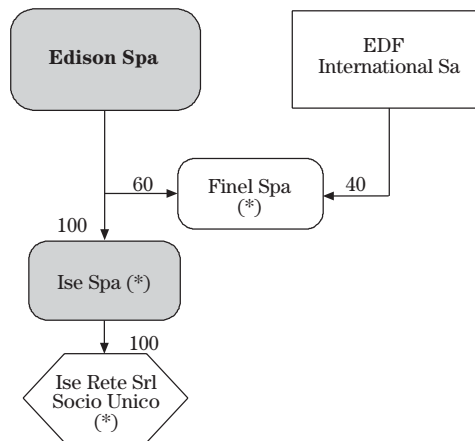 Edison Spa
EDF
International Sa
60
Finel Spa
(*)
40
100
Ise Spa (*)
100
Ise Rete Srl
Socio Unico
(*)